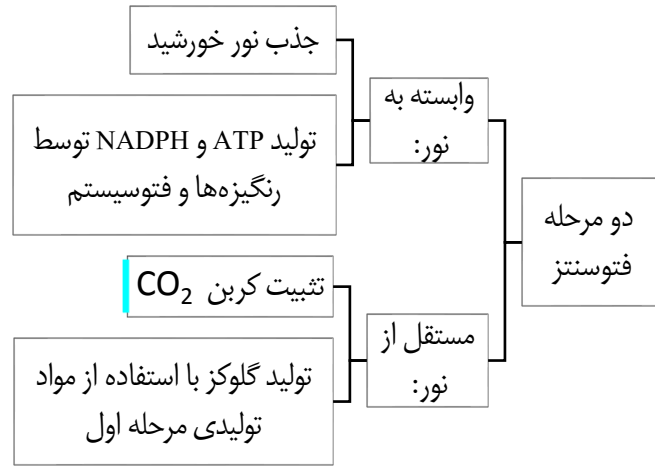 دو مرحله
فتوسنتز
وابسته به
نور:
جذب نور خورشید
تولید ATP و NADPH توسط
رنگیزه‌ها و فتوسیستم
مستقل از
نور:
تثبیت کربن CO₂
تولید گلوکز با استفاده از مواد
تولیدی مرحله اول